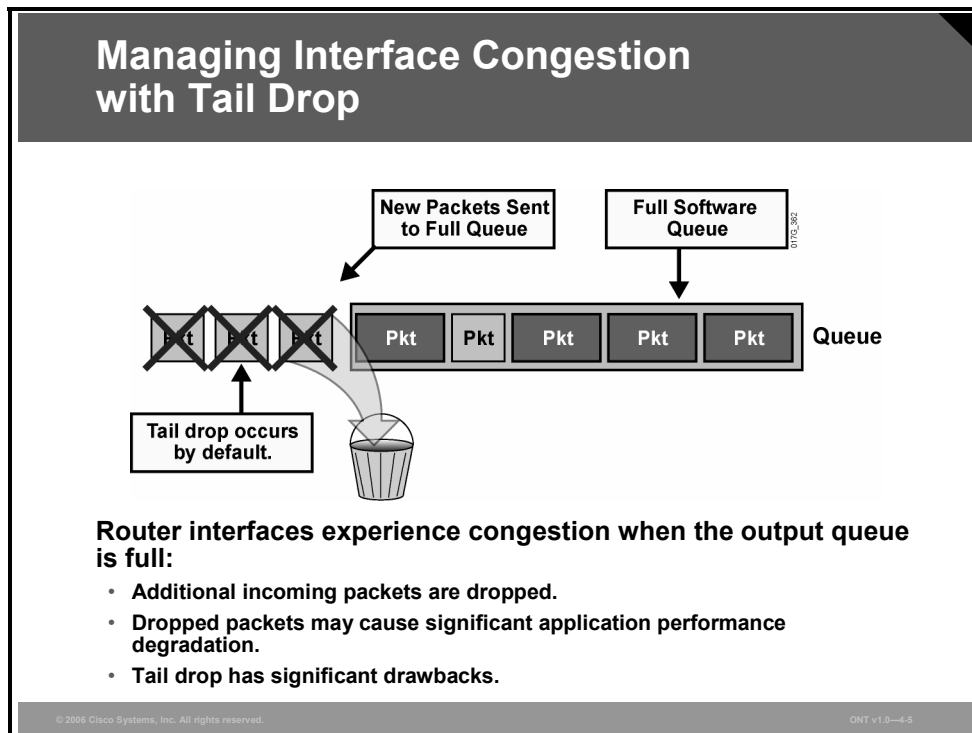 Managing Interface Congestion
with Tail Drop
New Packets Sent
to Full Queue
Full Software
Queue
017G_362
Pkt
Pkt
Pkt
Pkt
Pkt
Pkt
Pkt
Pkt
Queue
Tail drop occurs
by default.
Router interfaces experience congestion when the output queue
is full:
• Additional incoming packets are dropped.
• Dropped packets may cause significant application performance
degradation.
• Tail drop has significant drawbacks.
© 2006 Cisco Systems, Inc. All rights reserved.
ONT v1.0—4-5